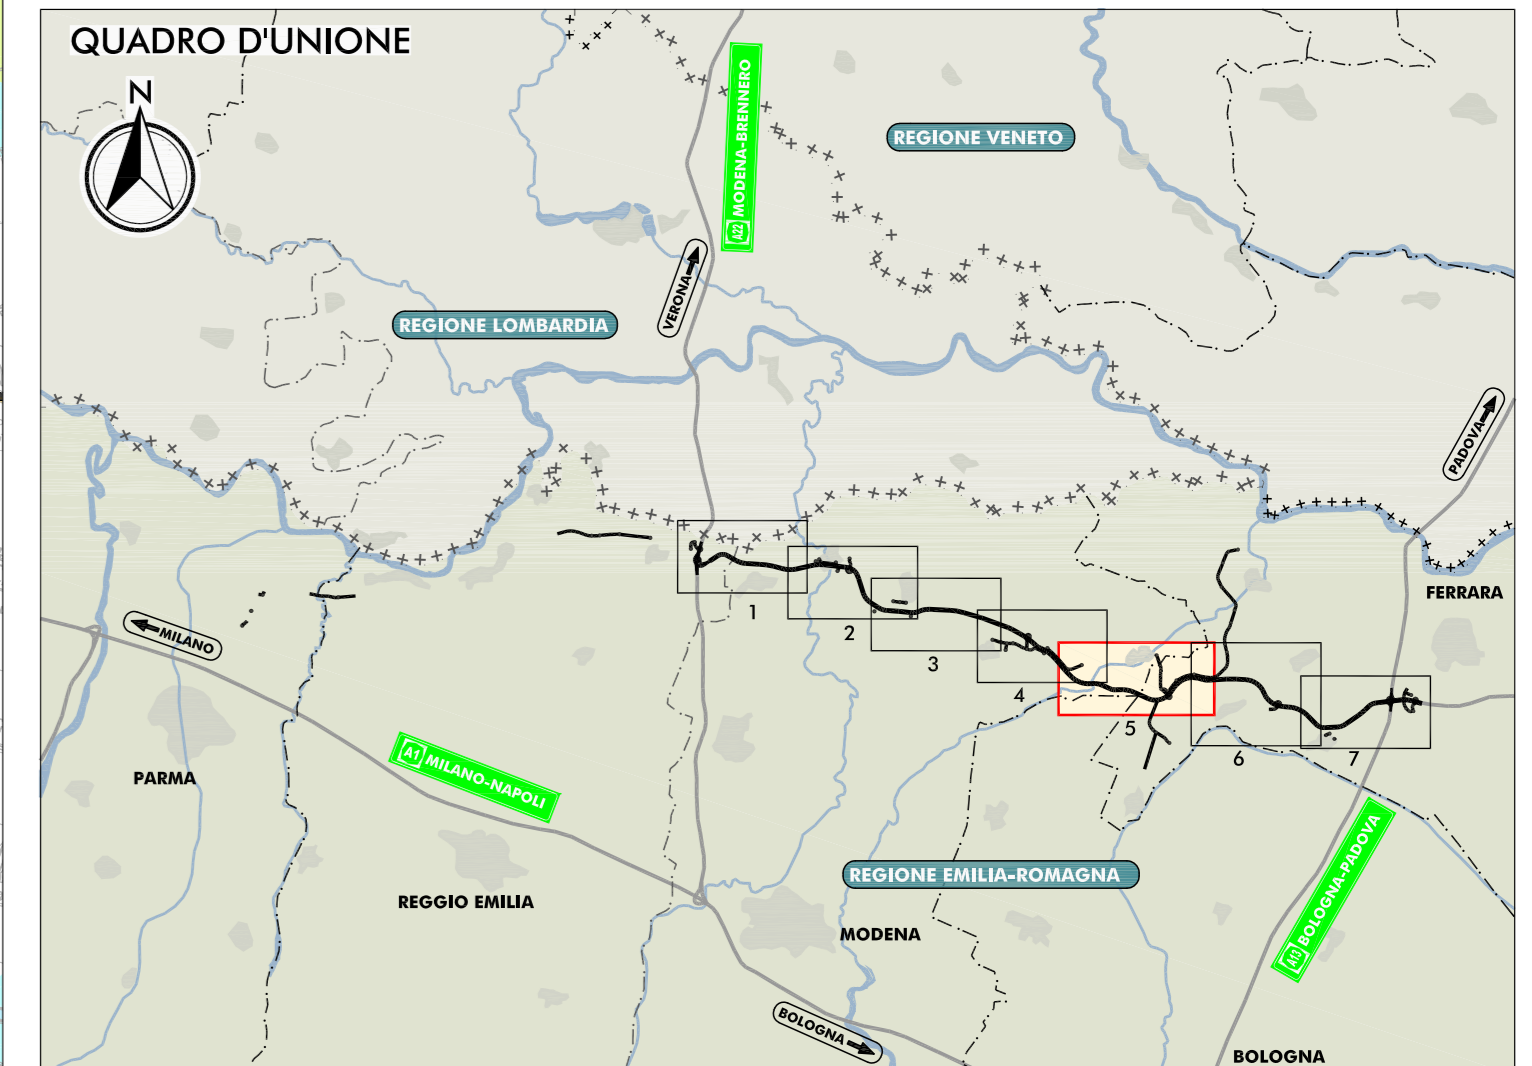 QUADRO D'UNIONE
N
A22 MODENA-BRENNERO
REGIONE VENETO
VERONA
REGIONE LOMBARDIA
PADOVA
FERRARA
MILANO
1
2
3
4
5
6
7
PARMA
A1 MILANO-NAPOLI
REGGIO EMILIA
REGIONE EMILIA-ROMAGNA
MODENA
A13 BOLOGNA-PADOVA
BOLOGNA
BOLOGNA